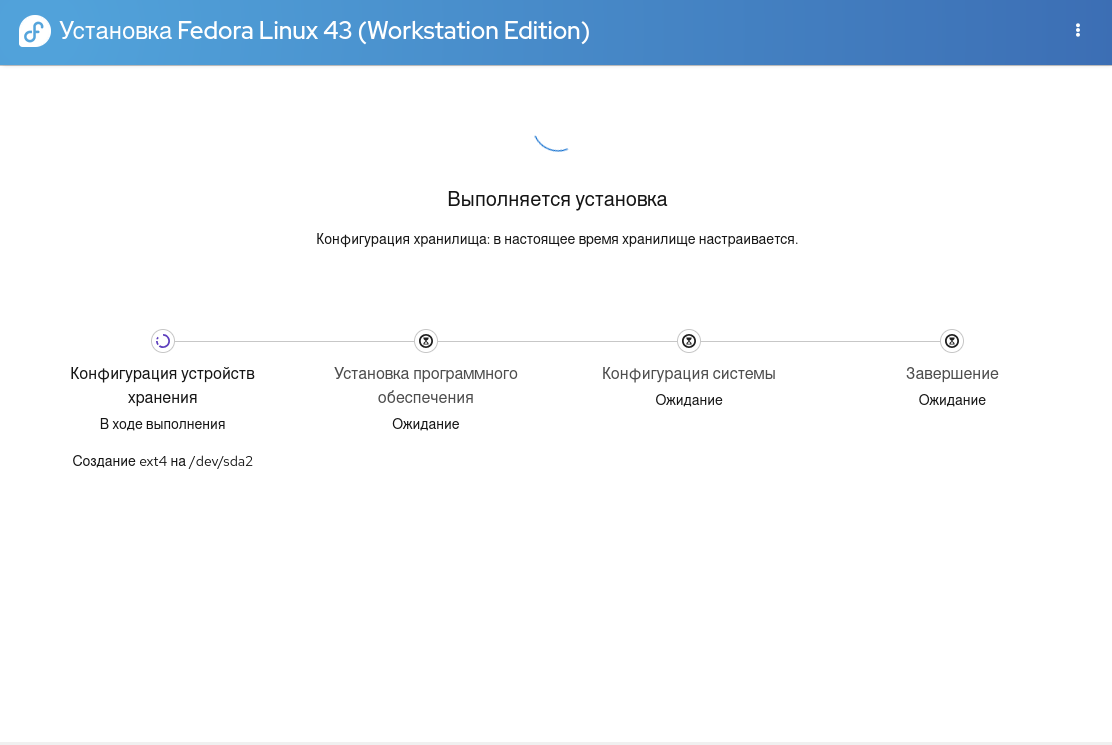 Установка Fedora Linux 43 (Workstation Edition)
Выполняется установка
Конфигурация хранилища: в настоящее время хранилище настраивается.
Конфигурация устройств
хранения
В ходе выполнения
Создание ext4 на /dev/sda2
Установка программного
обеспечения
Ожидание
Конфигурация системы
Ожидание
Завершение
Ожидание